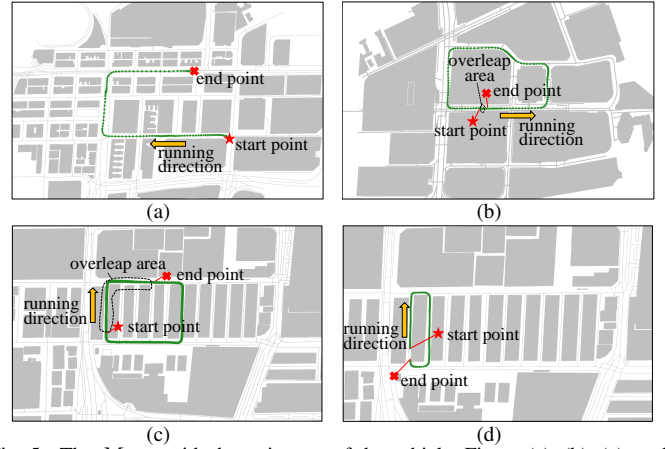 end point
start point
running
direction
(a)
overleap
area
end point
start point
running
direction
(b)
overleap area
end point
running
direction
start point
(c)
running
direction
start point
end point
(d)